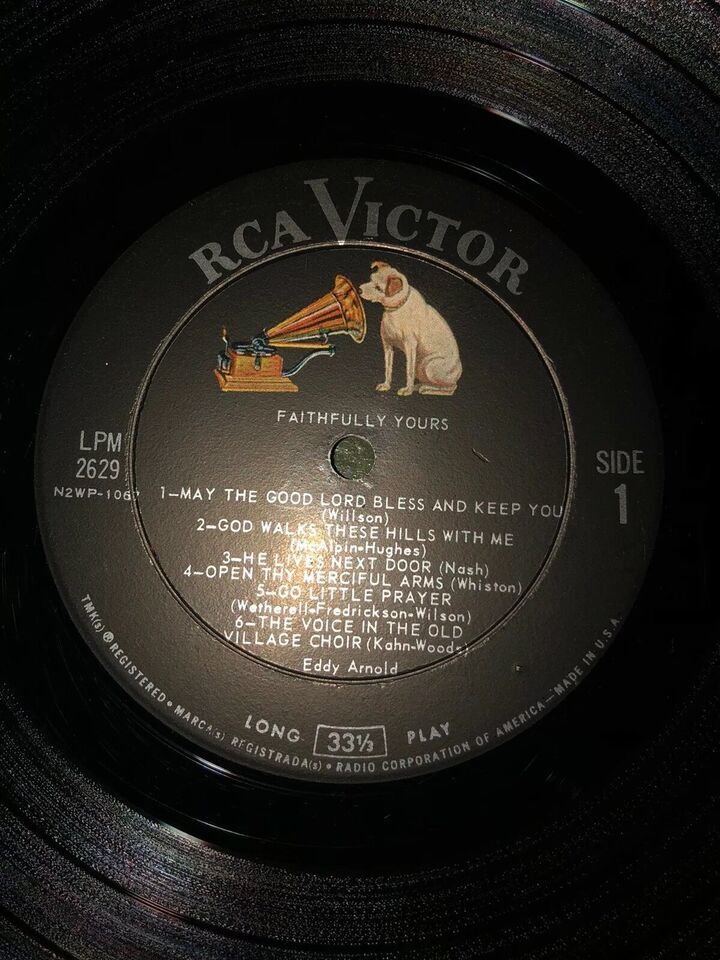 RCA VICTOR
FAITHFULLY YOURS
LPM
2629
SIDE
1
1—MAY THE GOOD LORD BLESS AND KEEP YOU
(Willson)
2—GOD WALKS THESE HILLS WITH ME
(McAlpin-Hughes)
3—HE LIVES NEXT DOOR (Nash)
4—OPEN THY MERCIFUL ARMS (Whiston)
5—GO LITTLE PRAYER
(Wetherell-Fredrickson-Wilson)
6—THE VOICE IN THE OLD
VILLAGE CHOIR (Kahn-Woods)
Eddy Arnold
LONG 33⅓ PLAY
TMK(s) ® REGISTERED • MARCA(s) REGISTRADA(s) • RADIO CORPORATION OF AMERICA—MADE IN U.S.A.